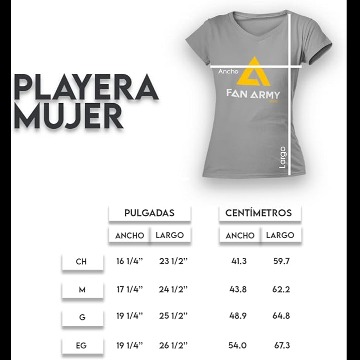 PLAYERA
MUJER
Ancho
FAN ARMY
Largo
PULGADAS CENTÍMETROS
ANCHO LARGO ANCHO LARGO
CH 16 1/4" 23 1/2" 41.3 59.7
M 17 1/4" 24 1/2" 43.8 62.2
G 19 1/4" 25 1/2" 48.9 64.8
EG 19 1/4" 26 1/2" 54.0 67.3